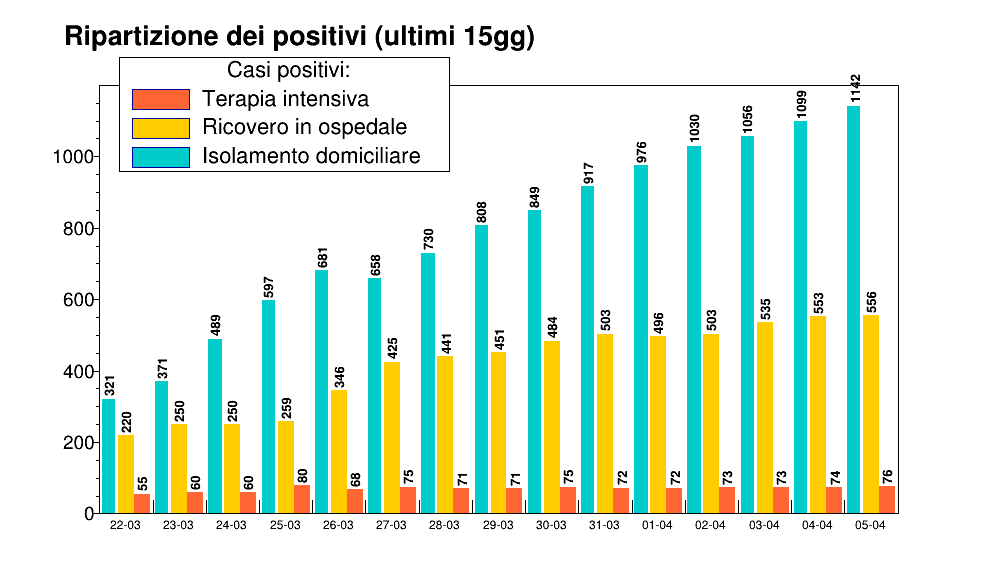 Ripartizione dei positivi (ultimi 15gg)
Casi positivi:
Terapia intensiva
Ricovero in ospedale
Isolamento domiciliare
1000
800
600
400
200
0
321 220 55
371 250 60
489 250 60
597 259 80
681 346 68
658 425 75
730 441 71
808 451 71
849 484 75
917 503 72
976 496 72
1030 503 73
1056 535 73
1099 553 74
1142 556 76
22-03 23-03 24-03 25-03 26-03 27-03 28-03 29-03 30-03 31-03 01-04 02-04 03-04 04-04 05-04